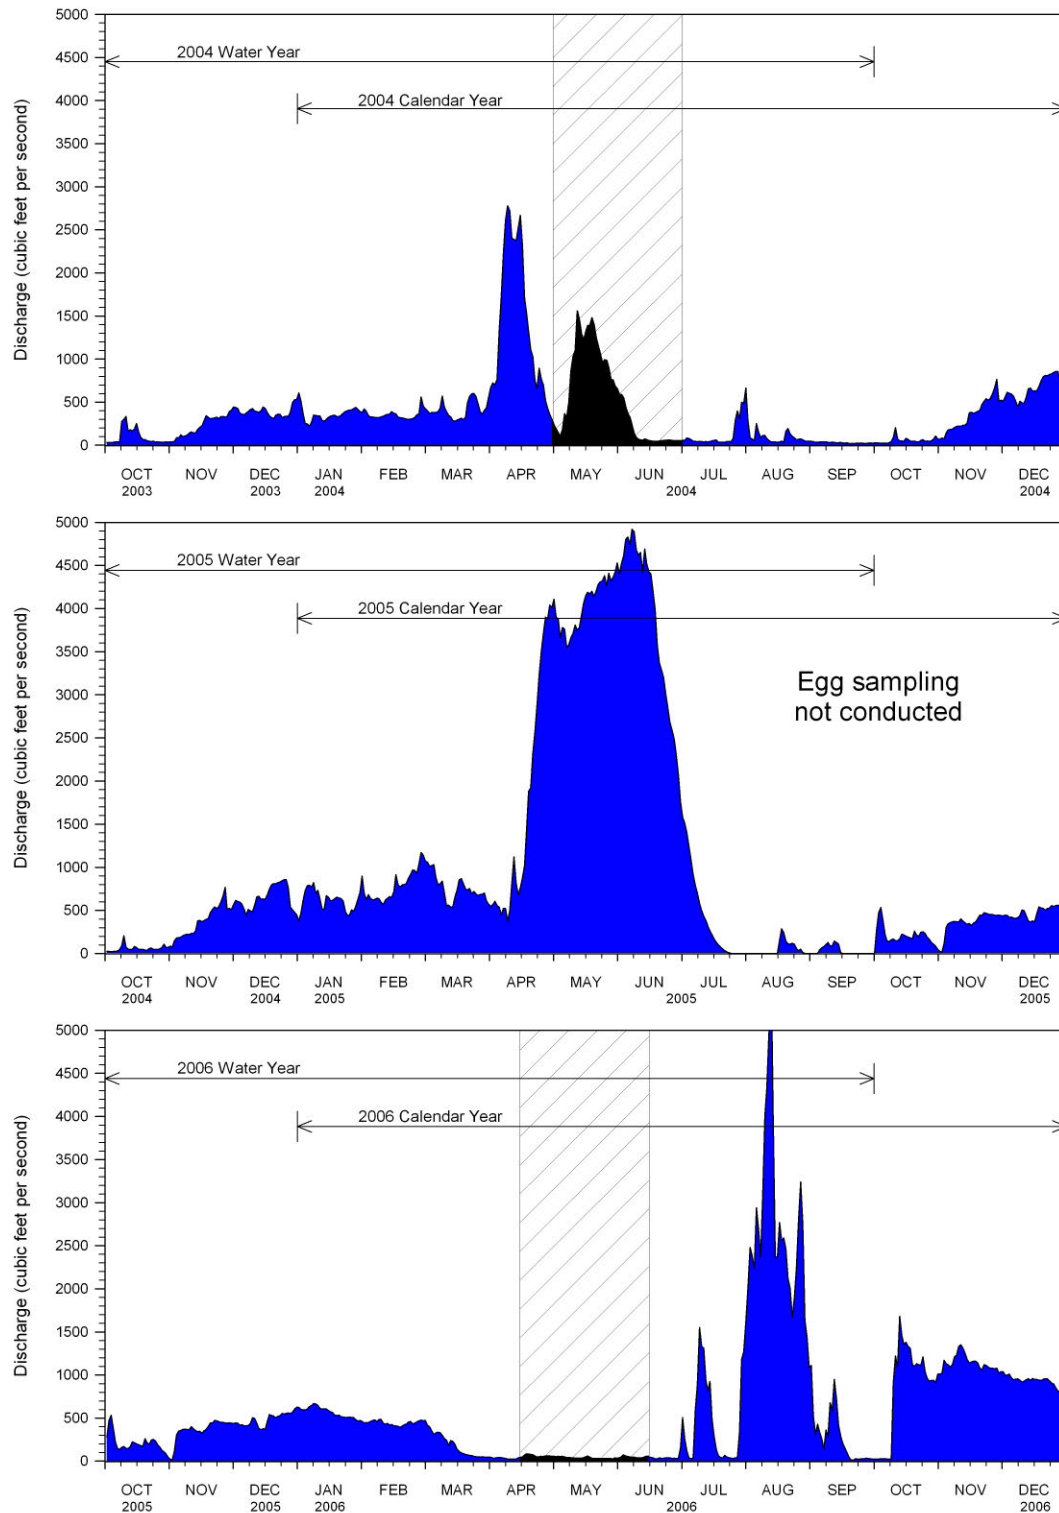 Discharge (cubic feet per second)
5000
4500
4000
3500
3000
2500
2000
1500
1000
500
0
2004 Water Year
2004 Calendar Year
OCT NOV DEC JAN FEB MAR APR MAY JUN JUL AUG SEP OCT NOV DEC
2003 2003 2004 2004 2004
Discharge (cubic feet per second)
5000
4500
4000
3500
3000
2500
2000
1500
1000
500
0
2005 Water Year
2005 Calendar Year
Egg sampling
not conducted
OCT NOV DEC JAN FEB MAR APR MAY JUN JUL AUG SEP OCT NOV DEC
2004 2004 2005 2005 2005
Discharge (cubic feet per second)
5000
4500
4000
3500
3000
2500
2000
1500
1000
500
0
2006 Water Year
2006 Calendar Year
OCT NOV DEC JAN FEB MAR APR MAY JUN JUL AUG SEP OCT NOV DEC
2005 2005 2006 2006 2006